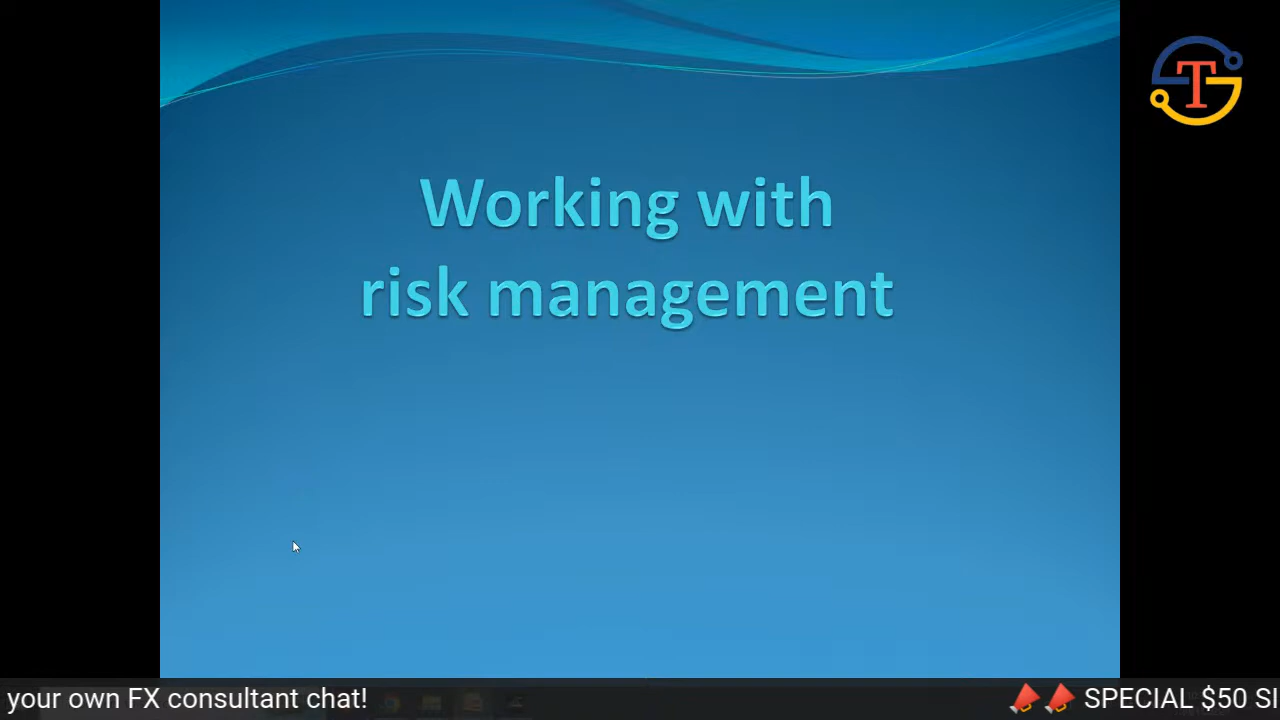 Working with
risk management
T
your own FX consultant chat!
SPECIAL $50 SI